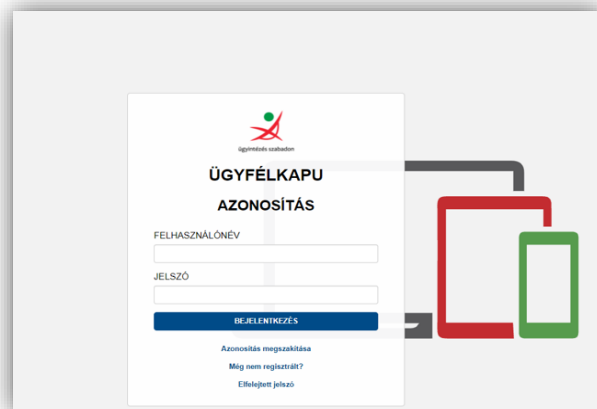 ügyintézés szabadon
ÜGYFÉLKAPU
AZONOSÍTÁS
FELHASZNÁLÓNÉV
JELSZÓ
BEJELENTKEZÉS
Azonosítás megszakítása
Még nem regisztrált?
Elfelejtett jelszó